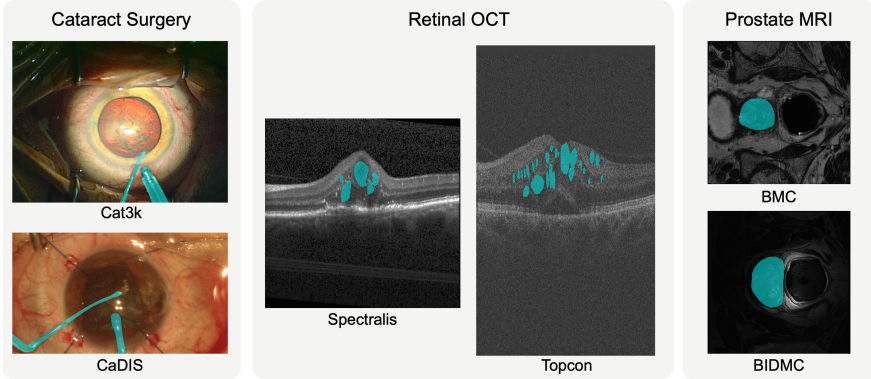 Cataract Surgery
Cat3k
CaDIS
Retinal OCT
Spectralis
Topcon
Prostate MRI
BMC
BIDMC